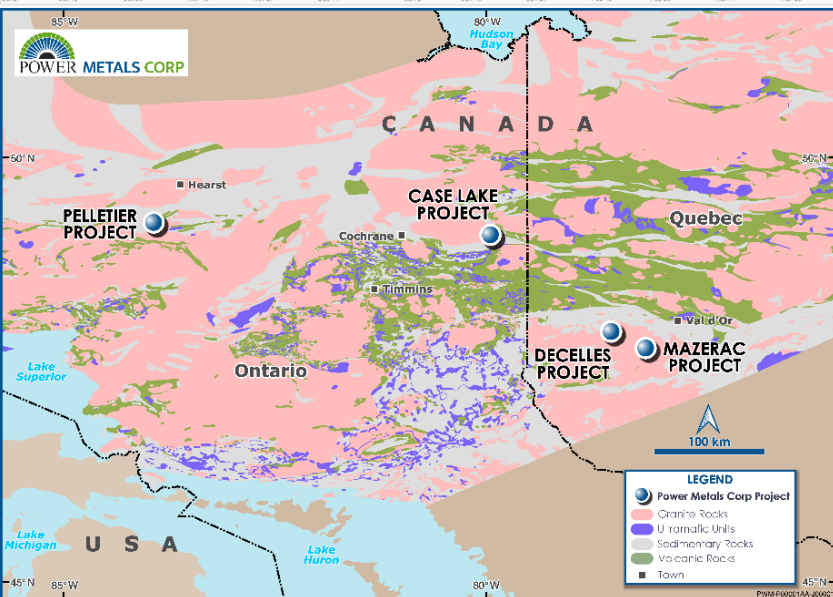 85°W
80°W
Hudson
Bay
POWER METALS CORP
CANADA
50°N
50°N
Hearst
CASE LAKE
PROJECT
PELLETIER
PROJECT
Quebec
Cochrane
Timmins
Val d'Or
Lake
Superior
DECELLES
PROJECT
MAZERAC
PROJECT
Ontario
100 km
LEGEND
Power Metals Corp Project
Granite Rocks
Ultramafic Units
Sedimentary Rocks
Volcanic Rocks
Town
Lake
Michigan
USA
Lake
Huron
45°N
85°W
80°W
45°N